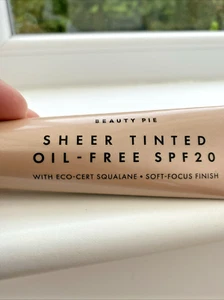 BEAUTY PIE
SHEER TINTED
OIL-FREE SPF20
WITH ECO-CERT SQUALANE • SOFT-FOCUS FINISH